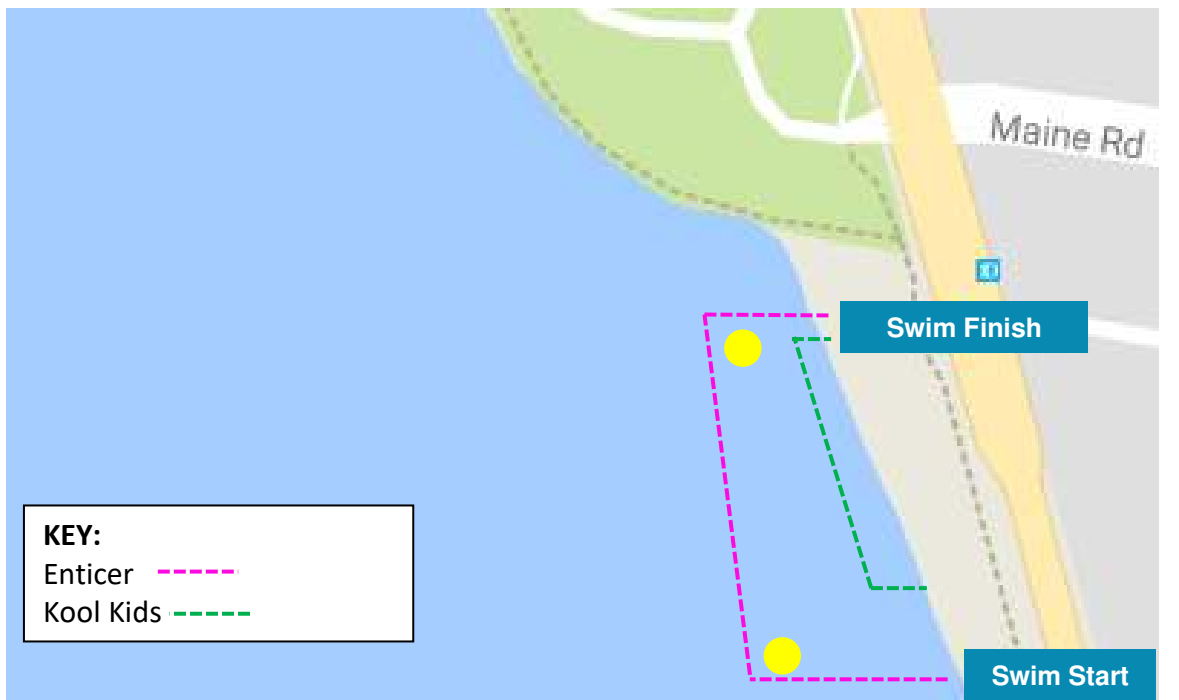 Maine Rd
Swim Finish
KEY:
Enticer
Kool Kids
Swim Start